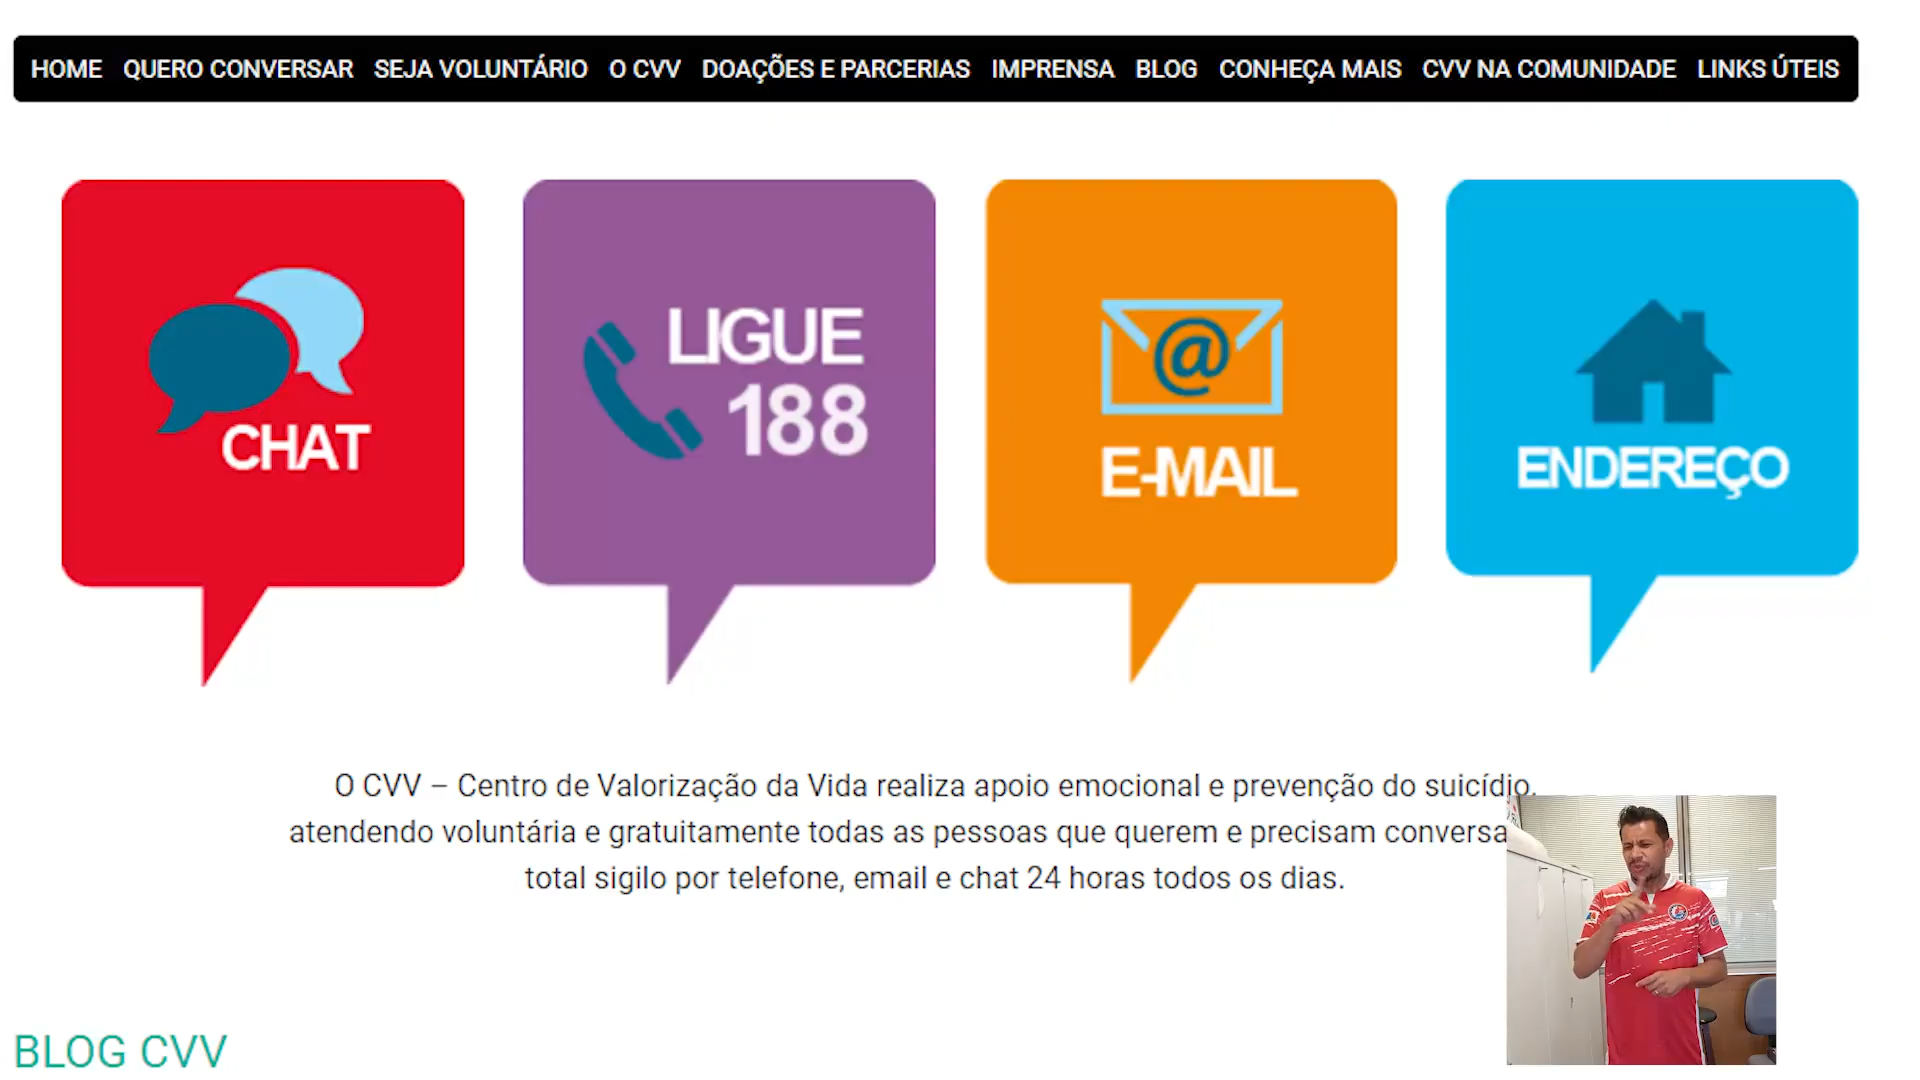 HOME QUERO CONVERSAR SEJA VOLUNTÁRIO O CVV DOAÇÕES E PARCERIAS IMPRENSA BLOG CONHEÇA MAIS CVV NA COMUNIDADE LINKS ÚTEIS
CHAT
LIGUE
188
@
E-MAIL
ENDEREÇO
O CVV – Centro de Valorização da Vida realiza apoio emocional e prevenção do suicídio,
atendendo voluntária e gratuitamente todas as pessoas que querem e precisam conversa
total sigilo por telefone, email e chat 24 horas todos os dias.
BLOG CVV